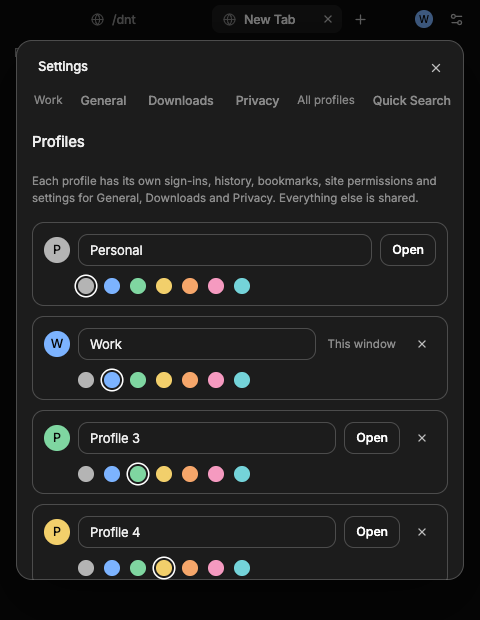 /dnt
New Tab
W
Settings
Work General Downloads Privacy All profiles Quick Search
Profiles
Each profile has its own sign-ins, history, bookmarks, site permissions and
settings for General, Downloads and Privacy. Everything else is shared.
P Personal Open
W Work This window
P Profile 3 Open
P Profile 4 Open